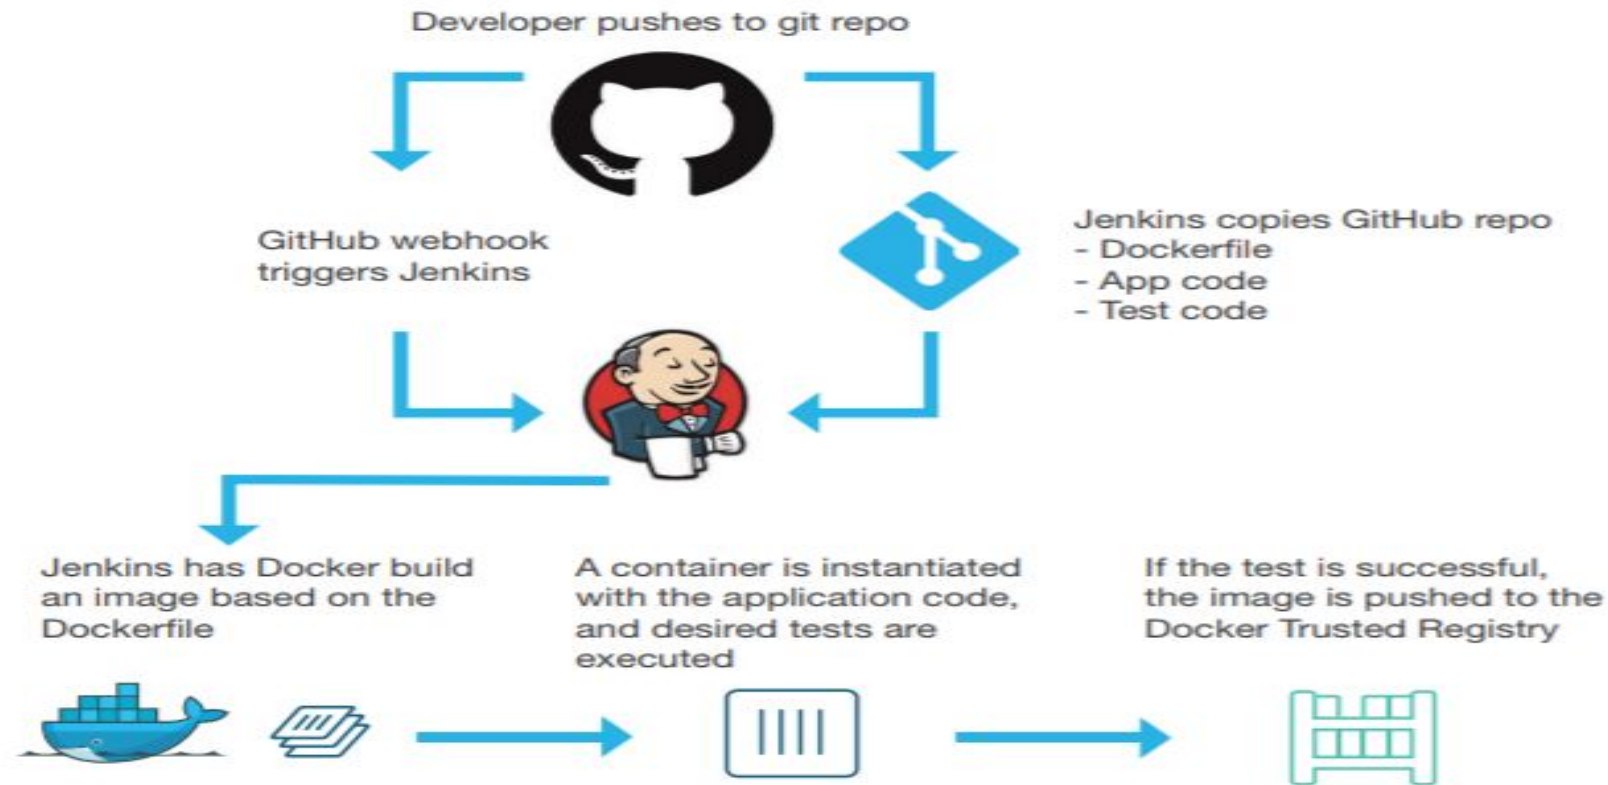 Developer pushes to git repo
GitHub webhook
triggers Jenkins
Jenkins copies GitHub repo
- Dockerfile
- App code
- Test code
Jenkins has Docker build
an image based on the
Dockerfile
A container is instantiated
with the application code,
and desired tests are
executed
If the test is successful,
the image is pushed to the
Docker Trusted Registry